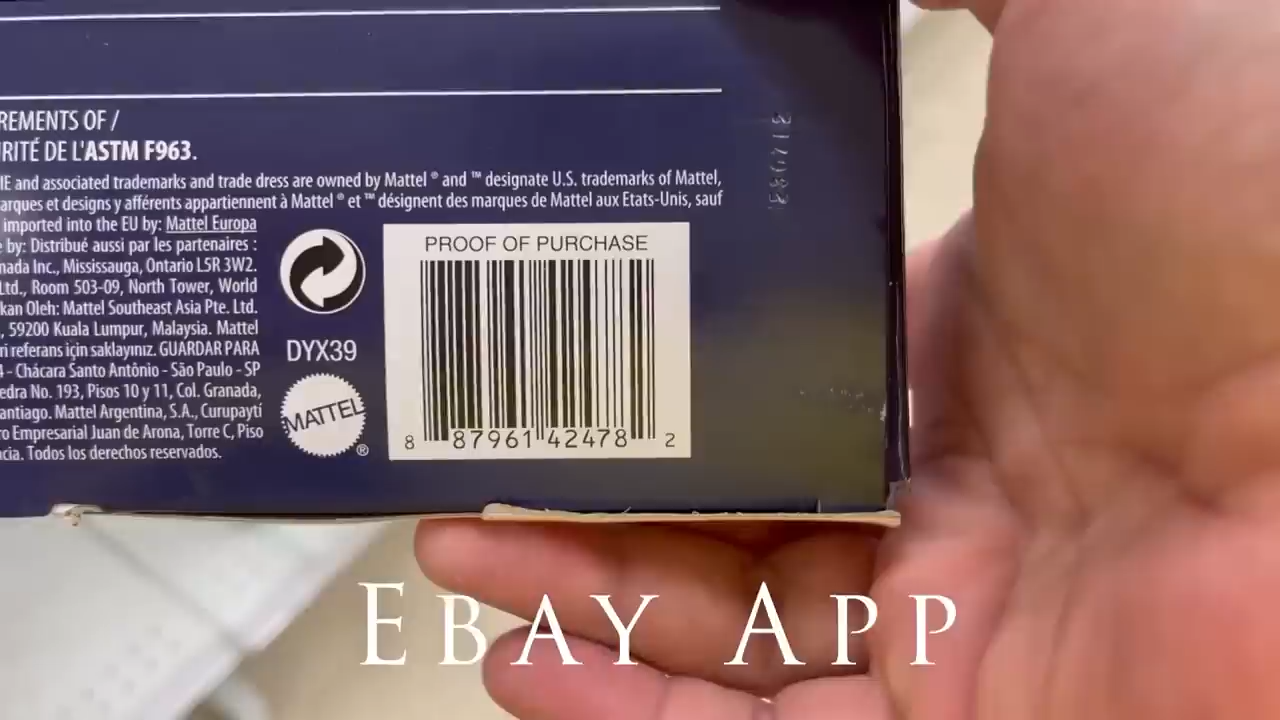 REMENTS OF /
RITÉ DE L'ASTM F963.
IE and associated trademarks and trade dress are owned by Mattel ® and ™ designate U.S. trademarks of Mattel,
arques et designs y afférents appartiennent à Mattel ® et ™ désignent des marques de Mattel aux Etats-Unis, sauf
imported into the EU by: Mattel Europa
e by: Distribué aussi par les partenaires :
nada Inc., Mississauga, Ontario L5R 3W2.
Ltd., Room 503-09, North Tower, World
kan Oleh: Mattel Southeast Asia Pte. Ltd.
, 59200 Kuala Lumpur, Malaysia. Mattel
ri referans için saklayınız. GUARDAR PARA
- Chácara Santo Antônio - São Paulo - SP
edra No. 193, Pisos 10 y 11, Col. Granada,
antiago. Mattel Argentina, S.A., Curupaytí
ro Empresarial Juan de Arona, Torre C, Piso
cia. Todos los derechos reservados.
DYX39
MATTEL ®
PROOF OF PURCHASE
8 87961 42478 2
EBAY APP